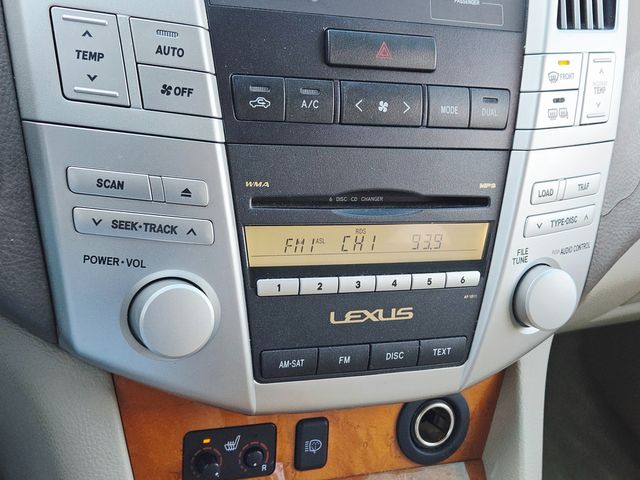 PASSENGER
TEMP
AUTO
OFF
A/C
MODE
DUAL
FRONT
TEMP
SCAN
SEEK•TRACK
POWER•VOL
WMA
6 DISC CD CHANGER
MP3
FM1 ASL RDS CH1 93.9
1 2 3 4 5 6
LEXUS
AM•SAT
FM
DISC
TEXT
LOAD
TRAF
TYPE•DISC
FILE
TUNE
PUSH AUDIO CONTROL
R